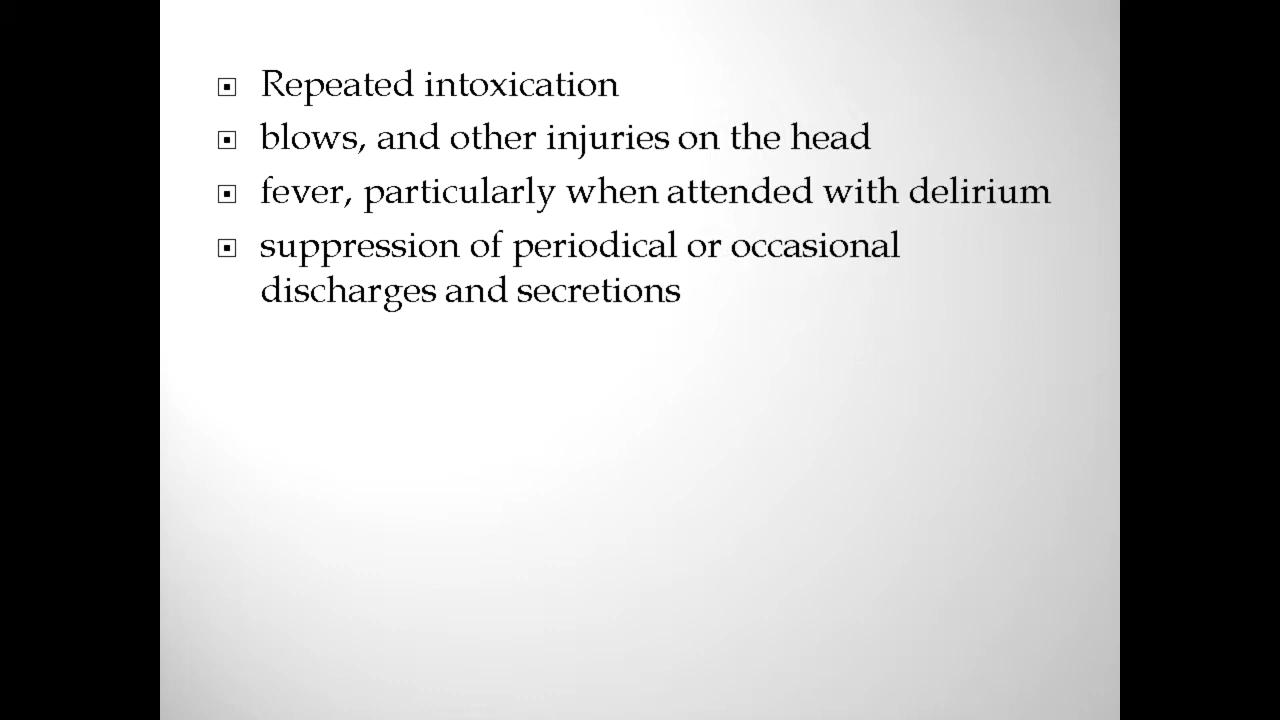 Repeated intoxication
blows, and other injuries on the head
fever, particularly when attended with delirium
suppression of periodical or occasional
discharges and secretions